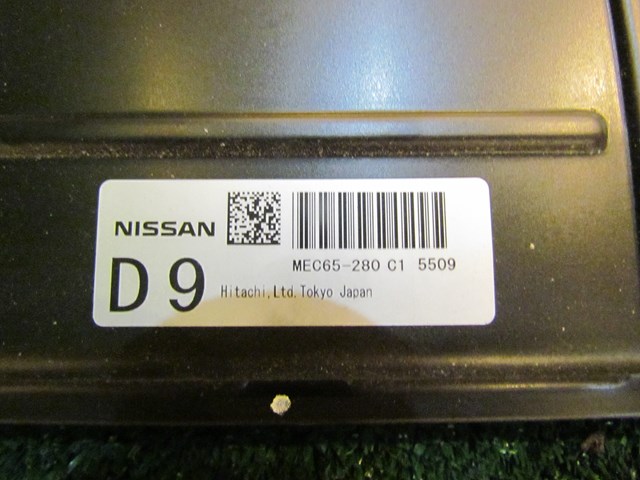 NISSAN
MEC65-280 C1 5509
D9 Hitachi,Ltd.Tokyo Japan